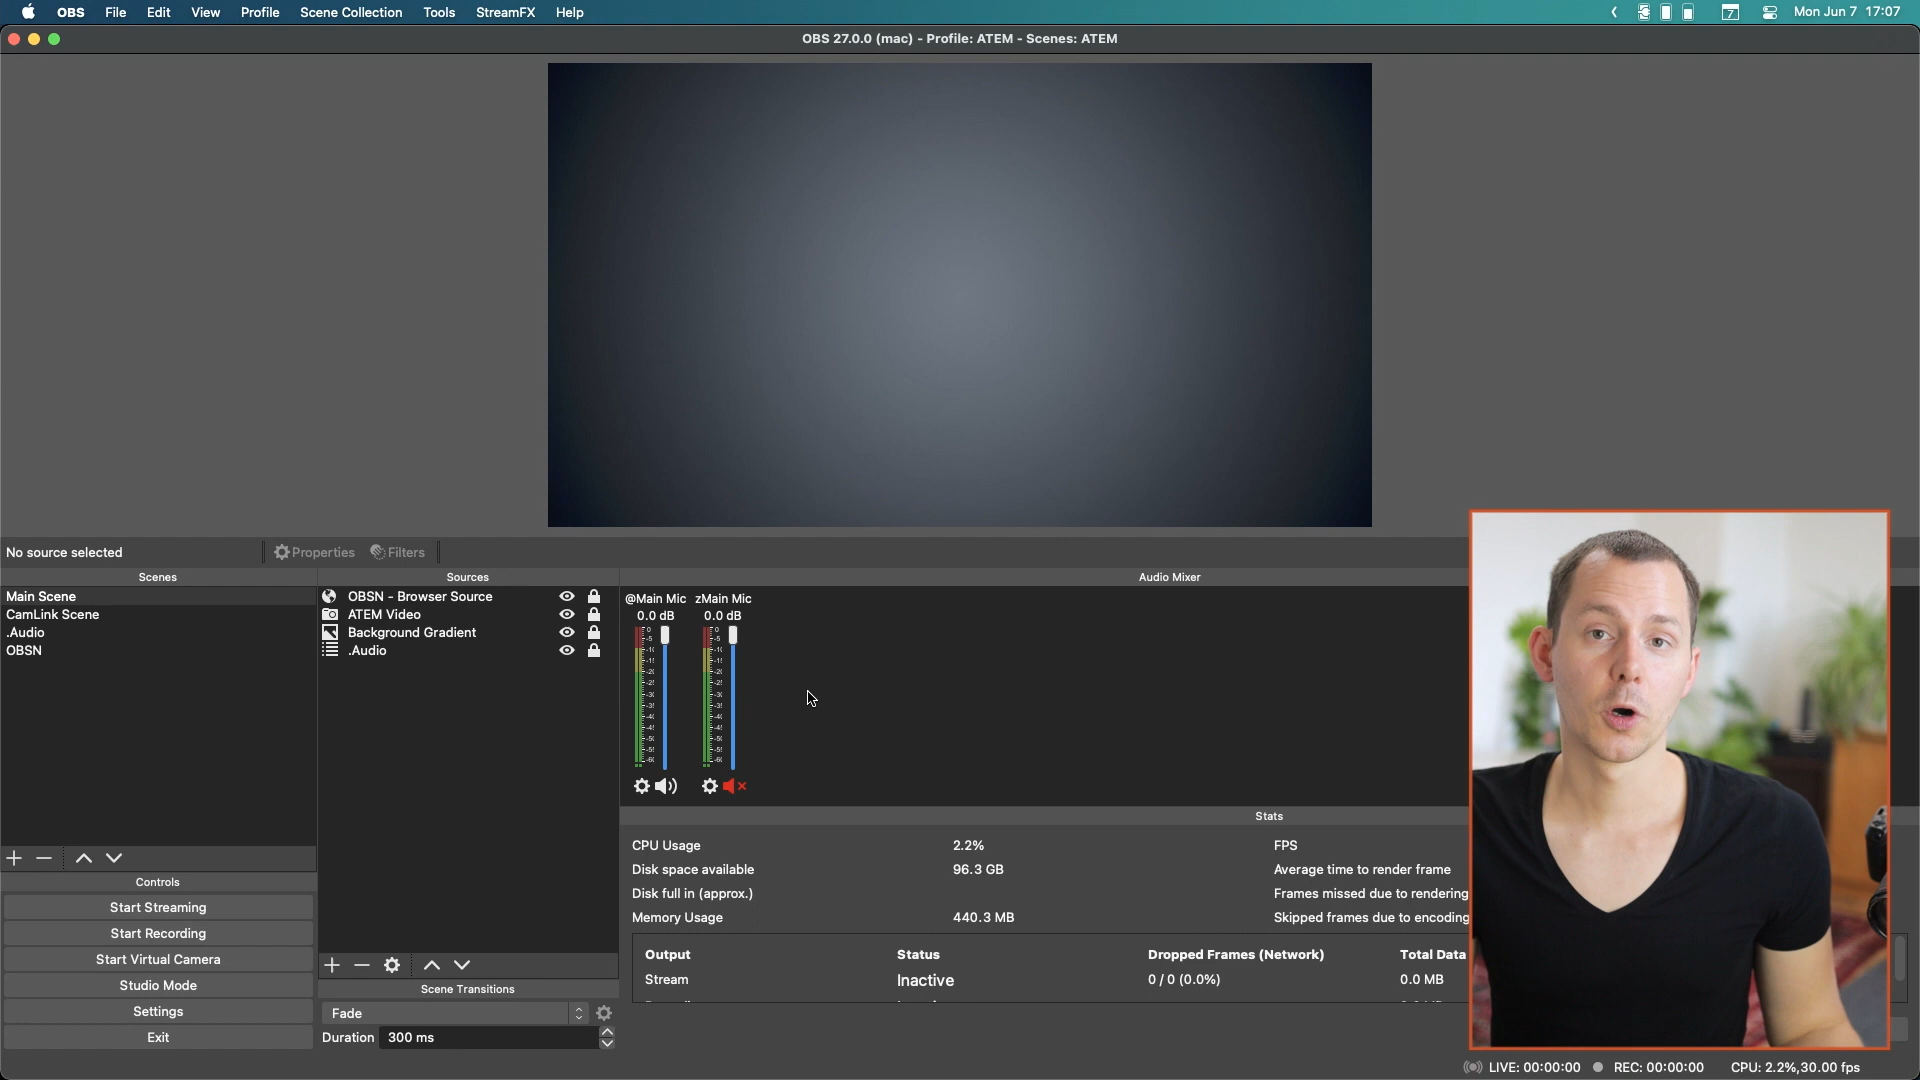 OBS File Edit View Profile Scene Collection Tools StreamFX Help 7 Mon Jun 7 17:07
OBS 27.0.0 (mac) - Profile: ATEM - Scenes: ATEM
No source selected Properties Filters
Scenes Sources Audio Mixer
Main Scene
CamLink Scene
.Audio
OBSN
OBSN - Browser Source
ATEM Video
Background Gradient
.Audio
@Main Mic zMain Mic
0.0 dB 0.0 dB
Stats
CPU Usage 2.2% FPS
Disk space available 96.3 GB Average time to render frame
Disk full in (approx.) Frames missed due to rendering
Memory Usage 440.3 MB Skipped frames due to encoding
Output Status Dropped Frames (Network) Total Data
Stream Inactive 0 / 0 (0.0%) 0.0 MB
Controls
Start Streaming
Start Recording
Start Virtual Camera
Studio Mode
Settings
Exit
Scene Transitions
Fade
Duration 300 ms
LIVE: 00:00:00 REC: 00:00:00 CPU: 2.2%,30.00 fps